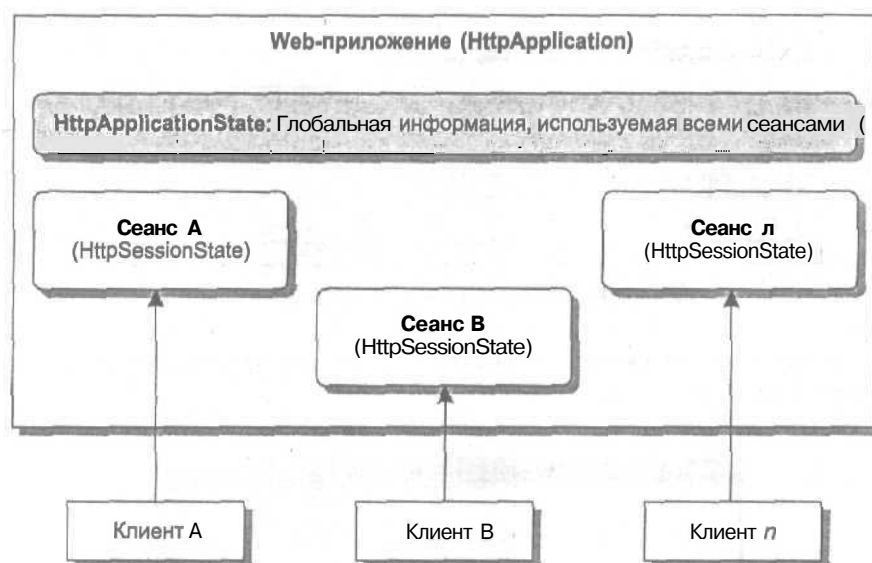 Web-приложение (HttpApplication)
HttpApplicationState: Глобальная информация, используемая всеми сеансами (
Сеанс А
(HttpSessionState)
Сеанс л
(HttpSessionState)
Сеанс В
(HttpSessionState)
Клиент А
Клиент В
Клиент n